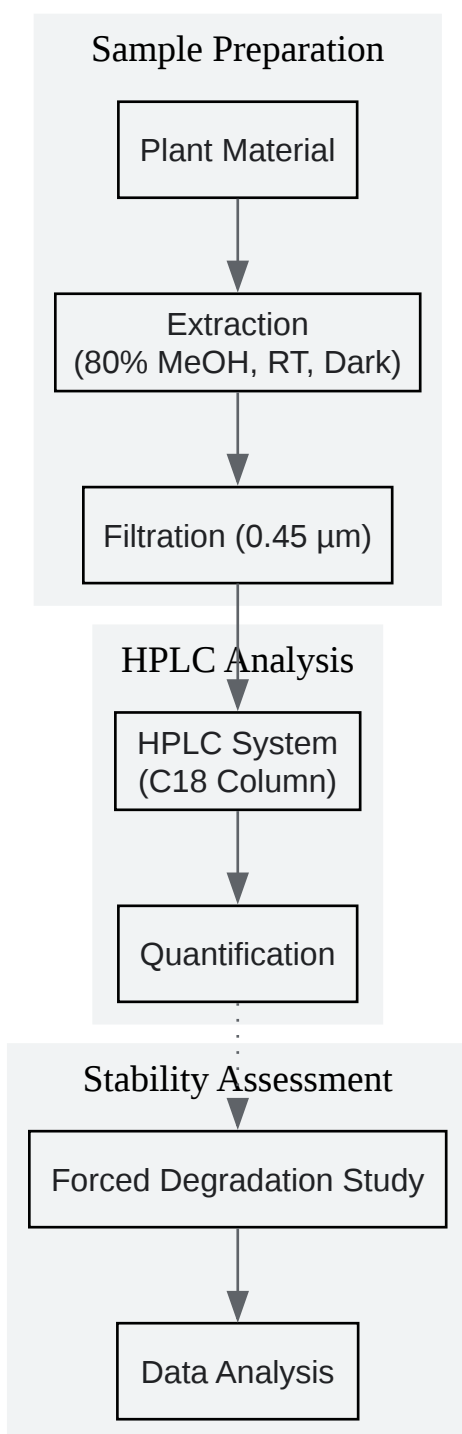 Sample Preparation
Plant Material
Extraction
(80% MeOH, RT, Dark)
Filtration (0.45 µm)
HPLC Analysis
HPLC System
(C18 Column)
Quantification
Stability Assessment
Forced Degradation Study
Data Analysis